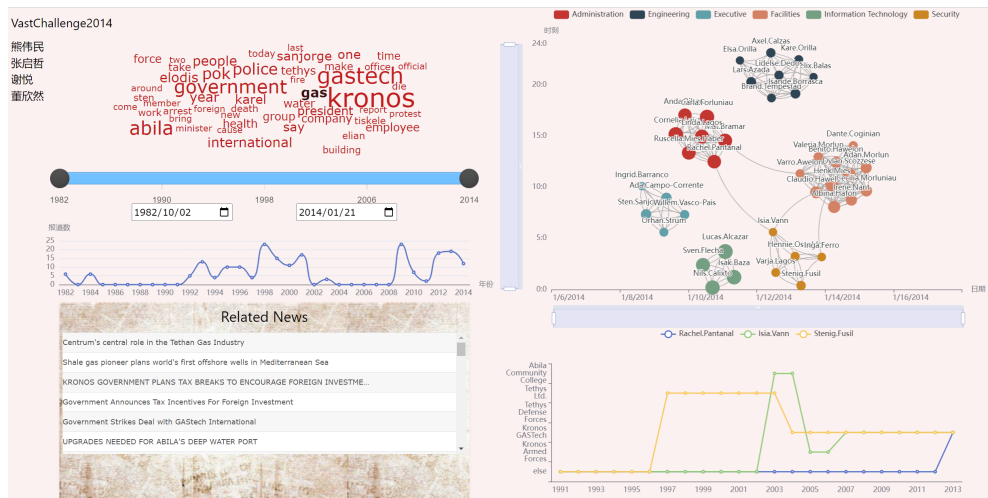 VastChallenge2014
熊伟民
张启哲
谢悦
董欣然
last
today
sanjorge
one
time
force
two
people
take
pok
police
tethys
make
office
official
elodis
fire
gastech
die
around
government
gas
kronos
sten
year
karel
water
member
come
work
arrest
foreign
death
president
report
protest
bring
new
group
company
tiskele
abila
minister
cause
health
say
employee
elian
international
building
1982 1990 1998 2006 2014
1982/10/02
2014/01/21
报道数
25
20
15
10
5
0
1982 1984 1986 1988 1990 1992 1994 1996 1998 2000 2002 2004 2006 2008 2010 2012 2014
年份
Related News
Centrum's central role in the Tethan Gas Industry
Shale gas pioneer plans world's first offshore wells in Mediterranean Sea
KRONOS GOVERNMENT PLANS TAX BREAKS TO ENCOURAGE FOREIGN INVESTME...
Government Announces Tax Incentives For Foreign Investment
Government Strikes Deal with GASTech International
UPGRADES NEEDED FOR ABILA'S DEEP WATER PORT
Administration Engineering Executive Facilities Information Technology Security
时刻
24:0
20:0
15:0
10:0
5:0
0:0
Axel.Calzas
Elsa.Orilla
Kare.Orilla
Lars.Azada
Isande.Borrasca
Brand.Tempestad
Rachel.Pantanal
Dante.Coginian
Adan.Morlun
Ingrid.Barranco
Ada.Campo-Corrente
Willem.Vasco-Pais
Orhan.Strum
Isia.Vann
Lucas.Alcazar
Sven.Flecha
Isak.Baza
Nils.Calixto
Varja.Lagos
Stenig.Fusil
1/6/2014 1/8/2014 1/10/2014 1/12/2014 1/14/2014 1/16/2014
日期
Rachel.Pantanal Isia.Vann Stenig.Fusil
Abila
Community
College
Tethys
Ltd.
Tethys
Defense
Forces
Kronos
GASTech
Kronos
Armed
Forces
else
1991 1993 1995 1997 1999 2001 2003 2005 2007 2009 2011 2013